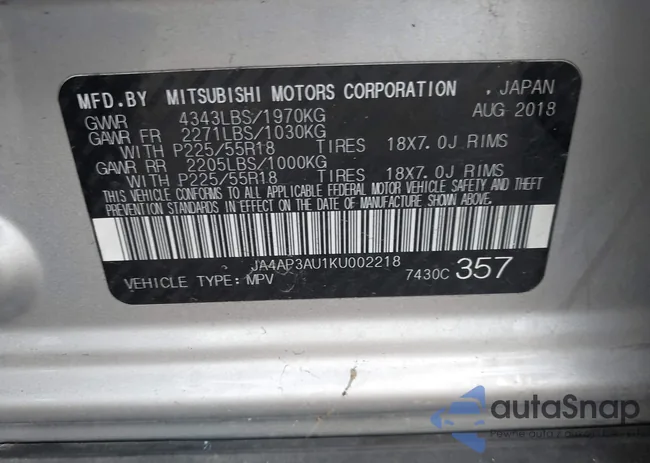 MFD.BY MITSUBISHI MOTORS CORPORATION , JAPAN
GVWR 4343LBS/1970KG AUG 2018
GAWR FR 2271LBS/1030KG
WITH P225/55R18 TIRES 18X7.0J RIMS
GAWR RR 2205LBS/1000KG
WITH P225/55R18 TIRES 18X7.0J RIMS
THIS VEHICLE CONFORMS TO ALL APPLICABLE FEDERAL MOTOR VEHICLE SAFETY AND THEFT
PREVENTION STANDARDS IN EFFECT ON THE DATE OF MANUFACTURE SHOWN ABOVE.
JA4AP3AU1KU002218
VEHICLE TYPE: MPV 7430C 357
autaSnap